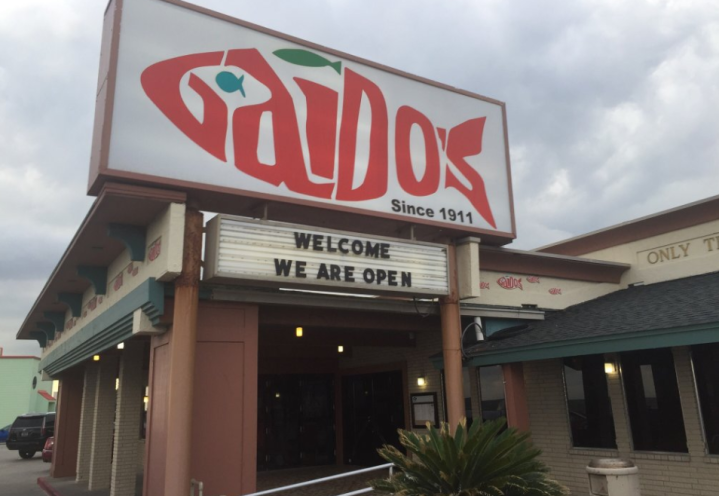 Gaido's
Since 1911
WELCOME
WE ARE OPEN
ONLY